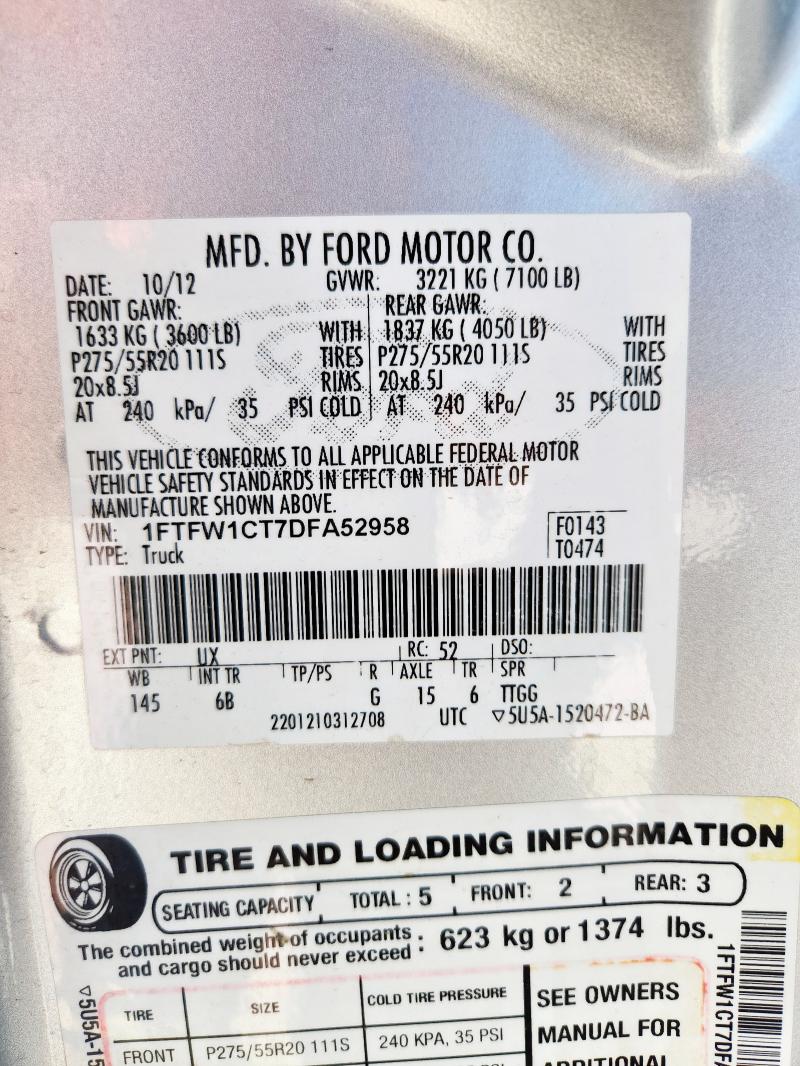 MFD. BY FORD MOTOR CO.
DATE: 10/12 GVWR: 3221 KG ( 7100 LB)
FRONT GAWR: REAR GAWR:
1633 KG ( 3600 LB) WITH 1837 KG ( 4050 LB) WITH
P275/55R20 111S TIRES P275/55R20 111S TIRES
20x8.5J RIMS 20x8.5J RIMS
AT 240 kPa/ 35 PSI COLD AT 240 kPa/ 35 PSI COLD
THIS VEHICLE CONFORMS TO ALL APPLICABLE FEDERAL MOTOR
VEHICLE SAFETY STANDARDS IN EFFECT ON THE DATE OF
MANUFACTURE SHOWN ABOVE.
VIN: 1FTFW1CT7DFA52958 F0143
TYPE: Truck T0474
EXT PNT: UX RC: 52 DSO:
WB INT TR TP/PS R AXLE TR SPR
145 6B G 15 6 TTGG
2201210312708 UTC ▽5U5A-1520472-BA
TIRE AND LOADING INFORMATION
SEATING CAPACITY TOTAL : 5 FRONT: 2 REAR: 3
The combined weight of occupants
and cargo should never exceed : 623 kg or 1374 lbs.
TIRE SIZE COLD TIRE PRESSURE
FRONT P275/55R20 111S 240 KPA, 35 PSI
SEE OWNERS
MANUAL FOR
ADDITIONAL
▽5U5A-15
1FTFW1CT7DF